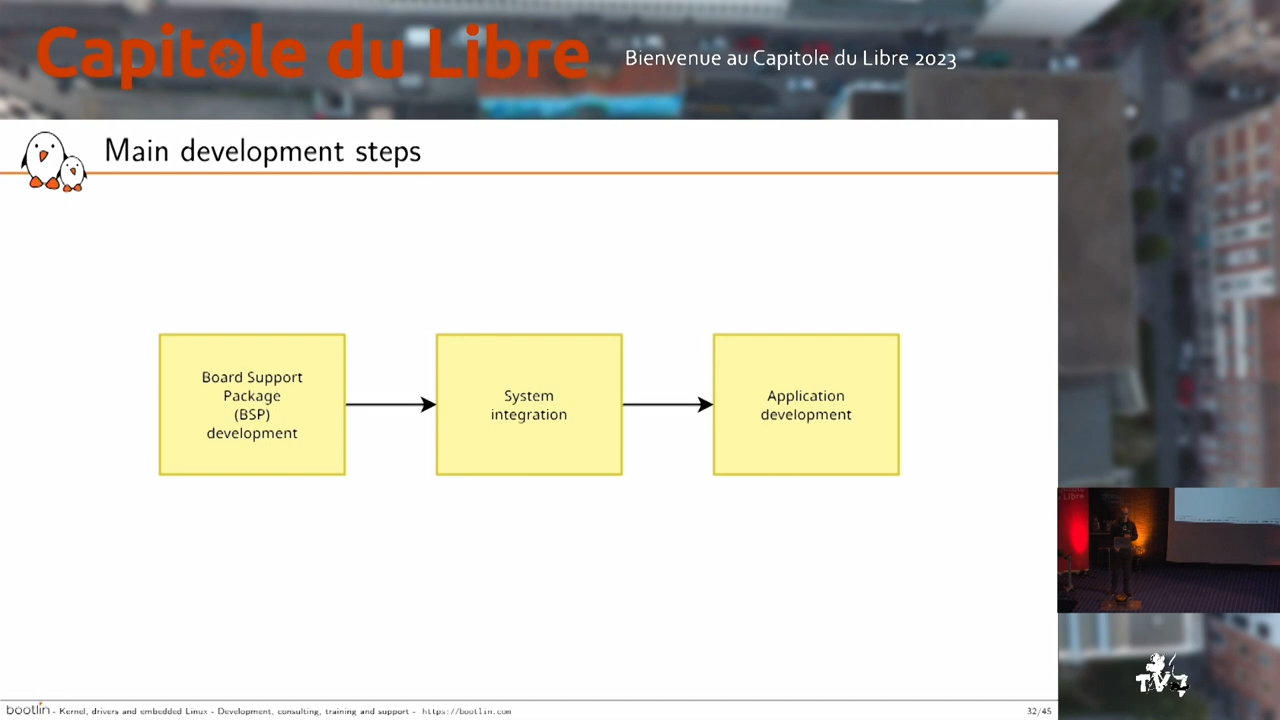 Capitole du Libre
Bienvenue au Capitole du Libre 2023
Main development steps
Board Support
Package
(BSP)
development
System
integration
Application
development
bootlin - Kernel, drivers and embedded Linux - Development, consulting, training and support - https://bootlin.com
32/45
TV7